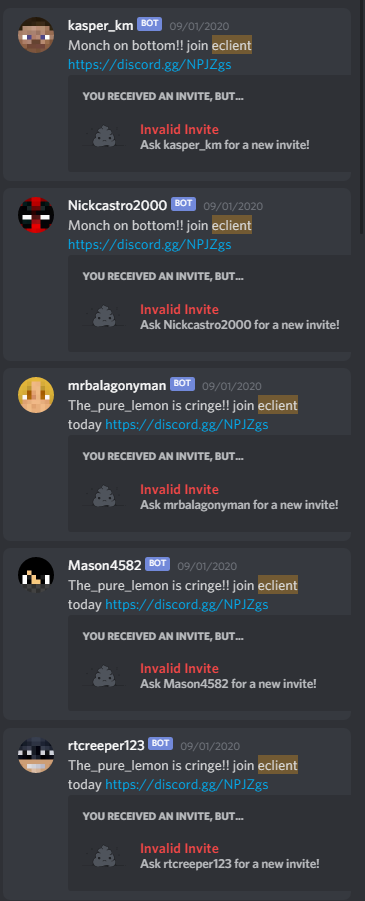 kasper_km BOT 09/01/2020
Monch on bottom!! join eclient
https://discord.gg/NPJZgs
YOU RECEIVED AN INVITE, BUT...
Invalid Invite
Ask kasper_km for a new invite!
Nickcastro2000 BOT 09/01/2020
Monch on bottom!! join eclient
https://discord.gg/NPJZgs
YOU RECEIVED AN INVITE, BUT...
Invalid Invite
Ask Nickcastro2000 for a new invite!
mrbalagonyman BOT 09/01/2020
The_pure_lemon is cringe!! join eclient
today https://discord.gg/NPJZgs
YOU RECEIVED AN INVITE, BUT...
Invalid Invite
Ask mrbalagonyman for a new invite!
Mason4582 BOT 09/01/2020
The_pure_lemon is cringe!! join eclient
today https://discord.gg/NPJZgs
YOU RECEIVED AN INVITE, BUT...
Invalid Invite
Ask Mason4582 for a new invite!
rtcreeper123 BOT 09/01/2020
The_pure_lemon is cringe!! join eclient
today https://discord.gg/NPJZgs
YOU RECEIVED AN INVITE, BUT...
Invalid Invite
Ask rtcreeper123 for a new invite!